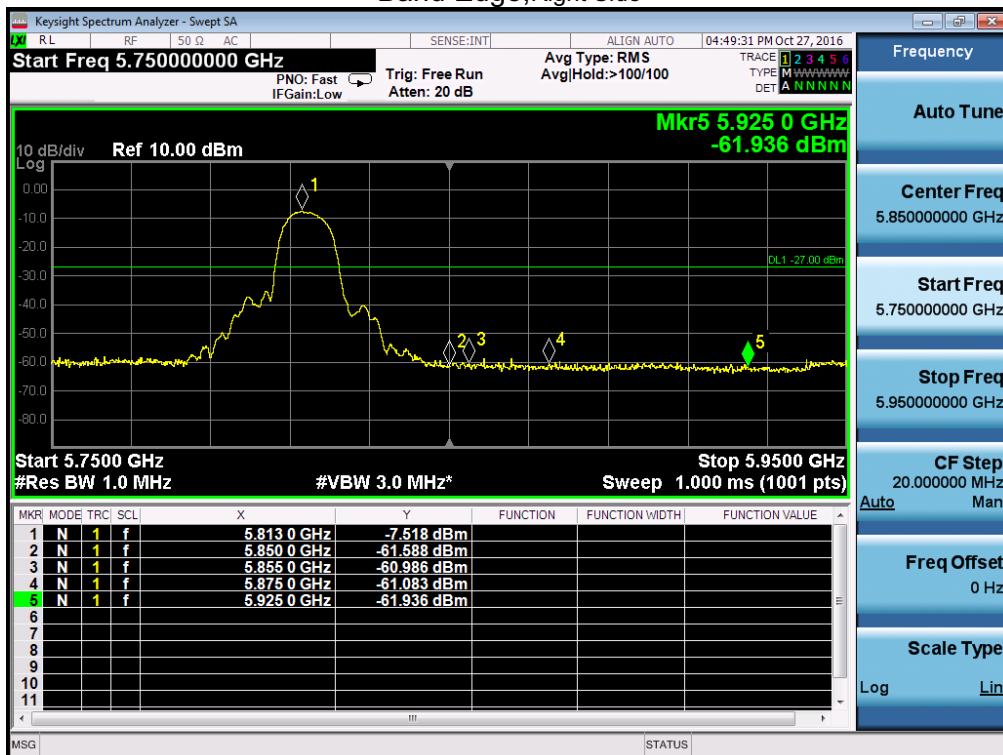 Band Edge,Right Side
Keysight Spectrum Analyzer - Swept SA
LXI RL RF 50 Ω AC SENSE:INT ALIGN AUTO 04:49:31 PM Oct 27, 2016
Start Freq 5.750000000 GHz
PNO: Fast
IFGain:Low
Trig: Free Run
Atten: 20 dB
Avg Type: RMS
Avg|Hold:>100/100
TRACE 1 2 3 4 5 6
TYPE M WWWWW
DET A N N N N N
Mkr5 5.925 0 GHz
-61.936 dBm
10 dB/div Ref 10.00 dBm
Log
0.00
-10.0
-20.0
-30.0
-40.0
-50.0
-60.0
-70.0
-80.0
1
2
3
4
5
DL1 -27.00 dBm
Start 5.7500 GHz Stop 5.9500 GHz
#Res BW 1.0 MHz #VBW 3.0 MHz* Sweep 1.000 ms (1001 pts)
MKR MODE TRC SCL X Y FUNCTION FUNCTION WIDTH FUNCTION VALUE
1 N 1 f 5.813 0 GHz -7.518 dBm
2 N 1 f 5.850 0 GHz -61.588 dBm
3 N 1 f 5.855 0 GHz -60.986 dBm
4 N 1 f 5.875 0 GHz -61.083 dBm
5 N 1 f 5.925 0 GHz -61.936 dBm
6
7
8
9
10
11
MSG STATUS
Frequency
Auto Tune
Center Freq
5.850000000 GHz
Start Freq
5.750000000 GHz
Stop Freq
5.950000000 GHz
CF Step
20.000000 MHz
Auto Man
Freq Offset
0 Hz
Scale Type
Log Lin